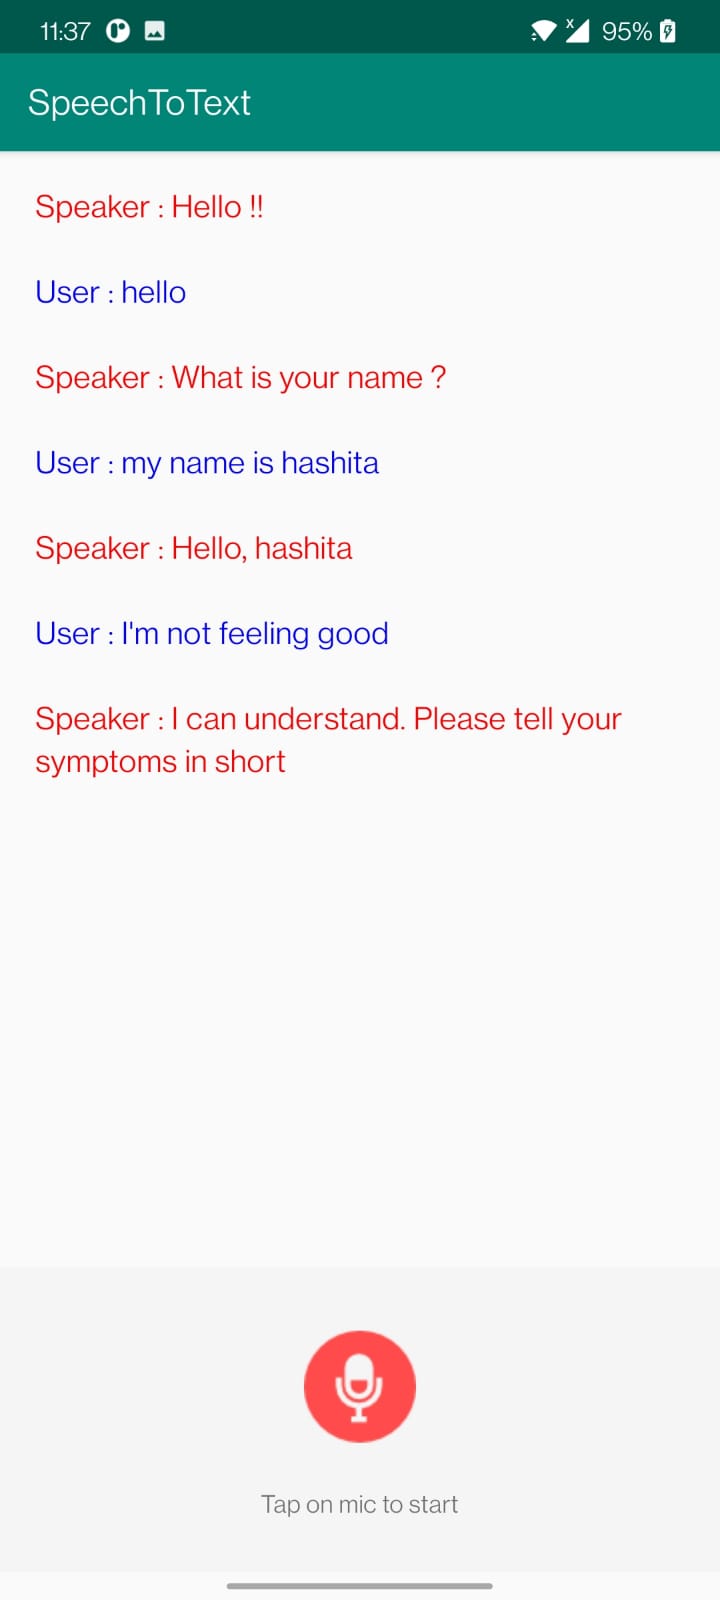 11:37
x
95%
SpeechToText
Speaker : Hello !!
User : hello
Speaker : What is your name ?
User : my name is hashita
Speaker : Hello, hashita
User : I'm not feeling good
Speaker : I can understand. Please tell your
symptoms in short
Tap on mic to start